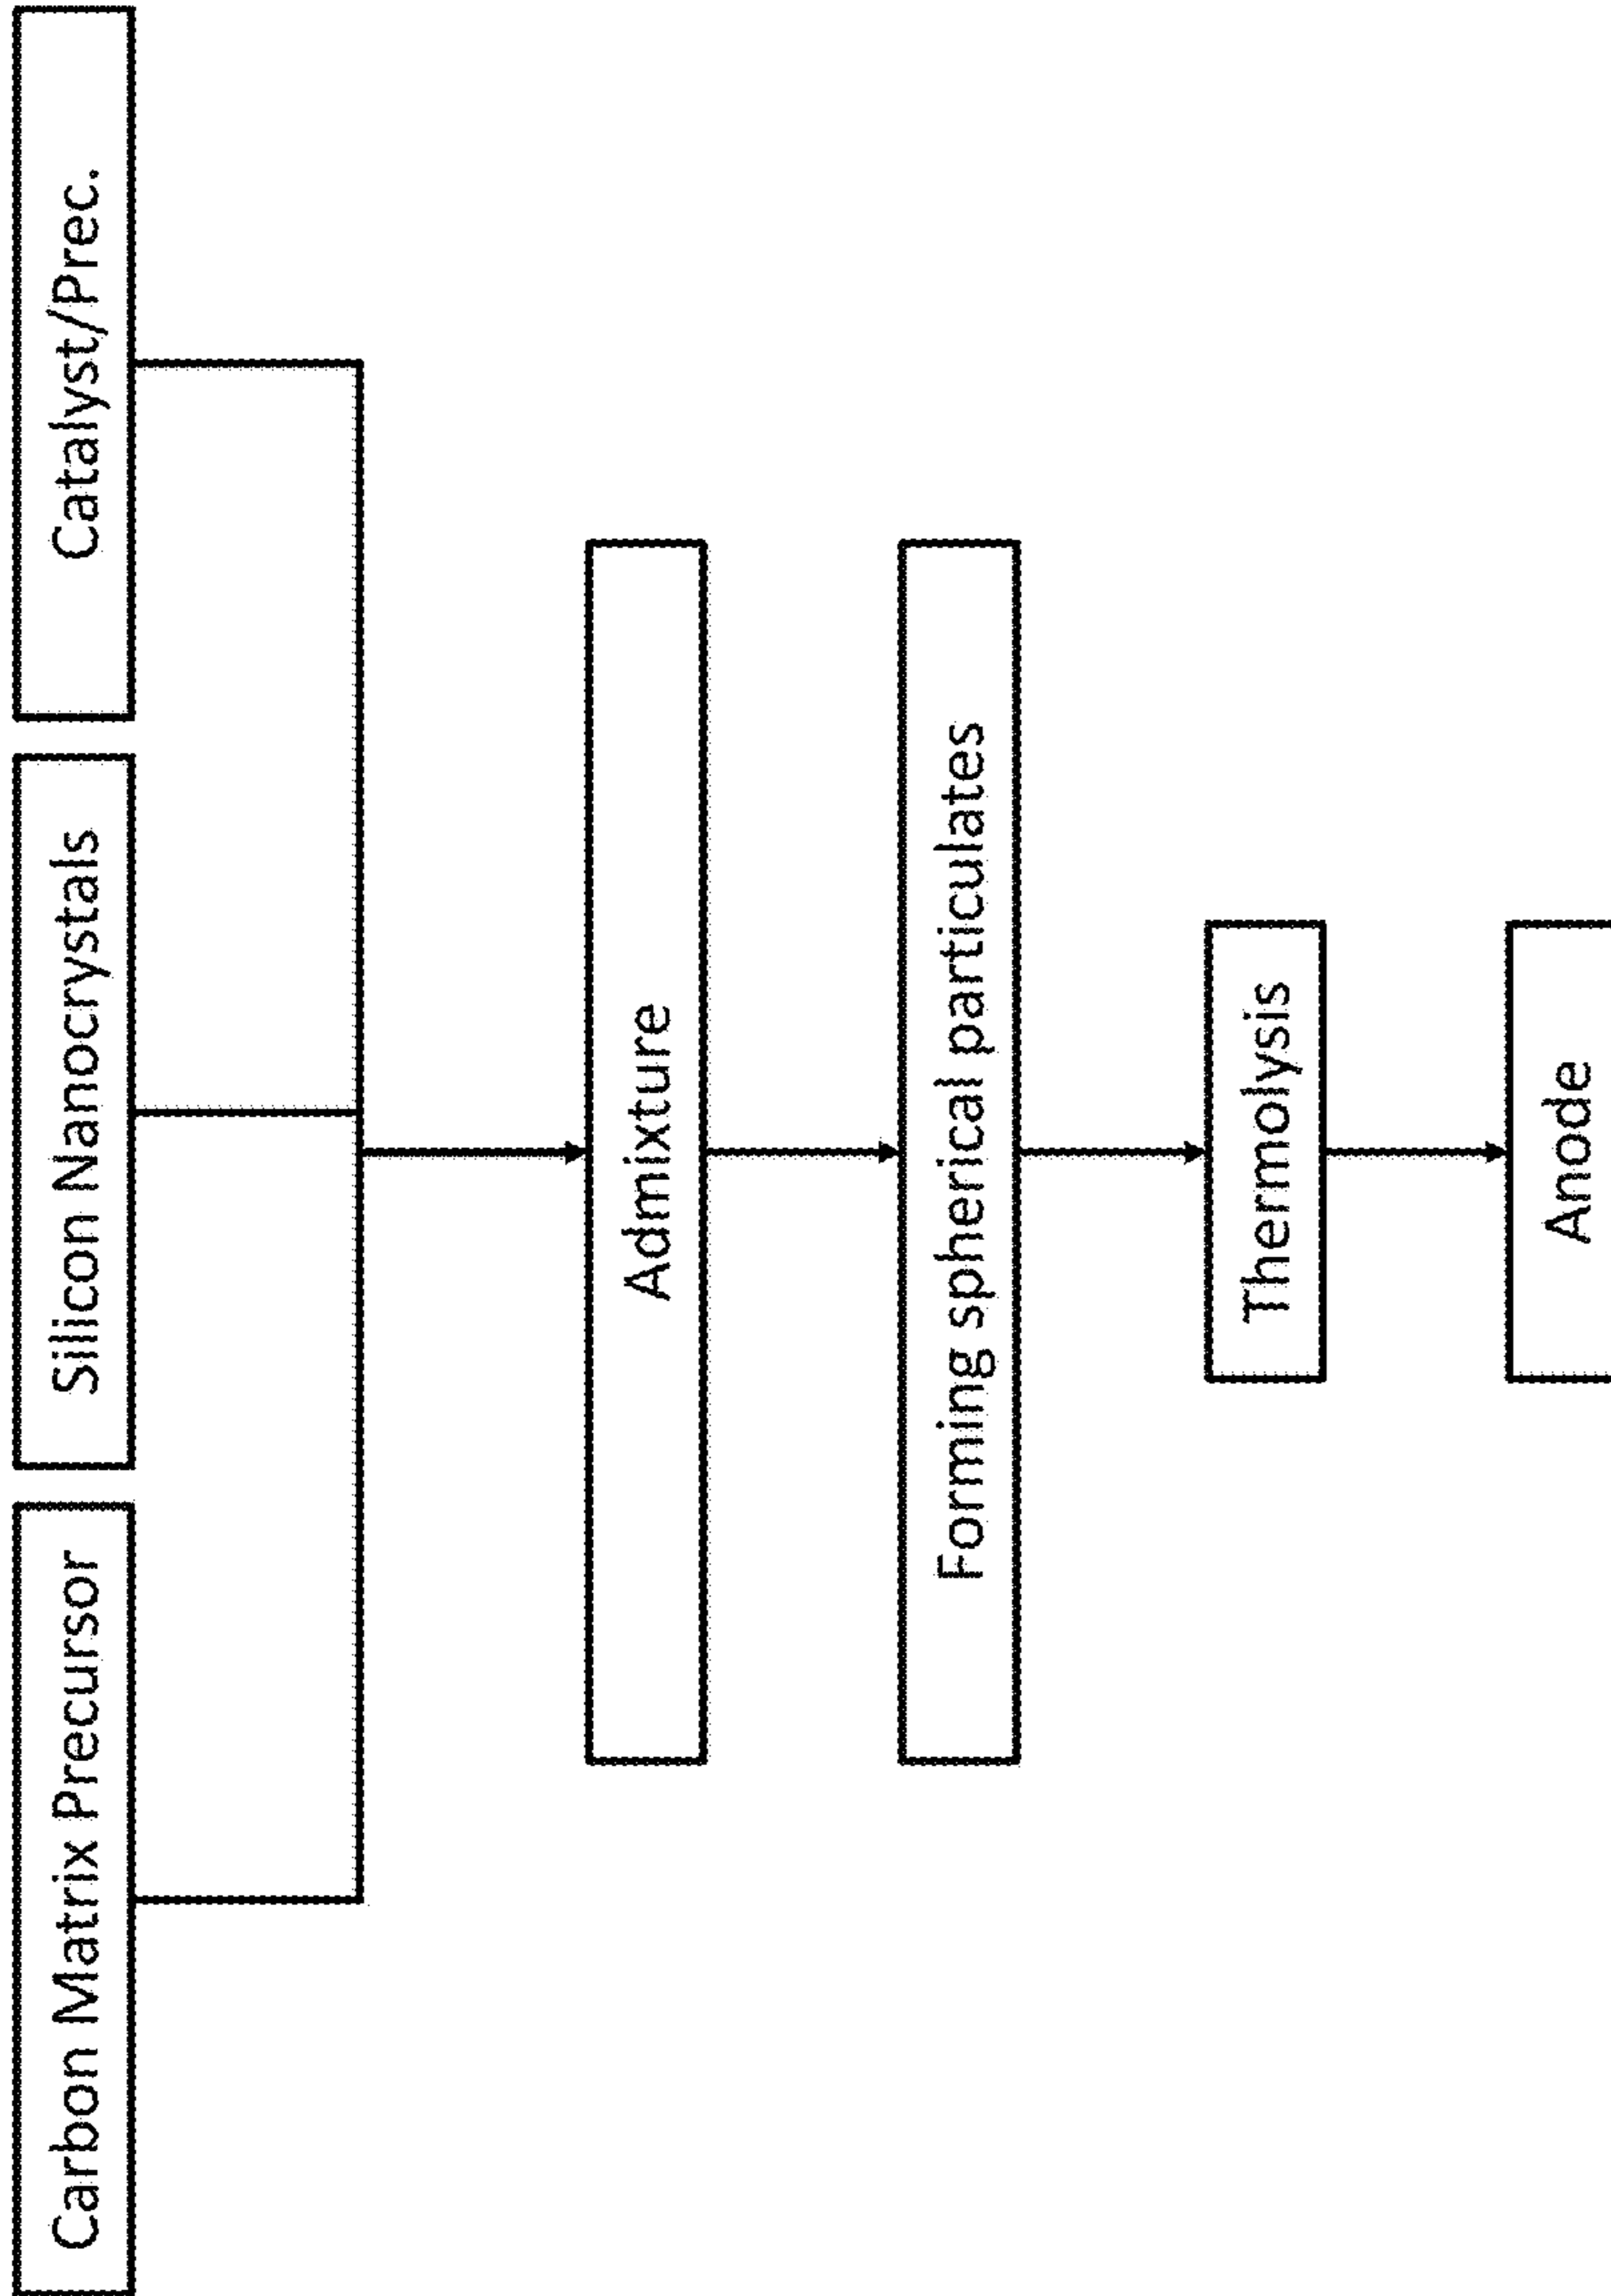 Carbon Matrix Precursor
Silicon Nanocrystals
Catalyst/Prec.
Admixture
Forming spherical particulates
Thermolysis
Anode